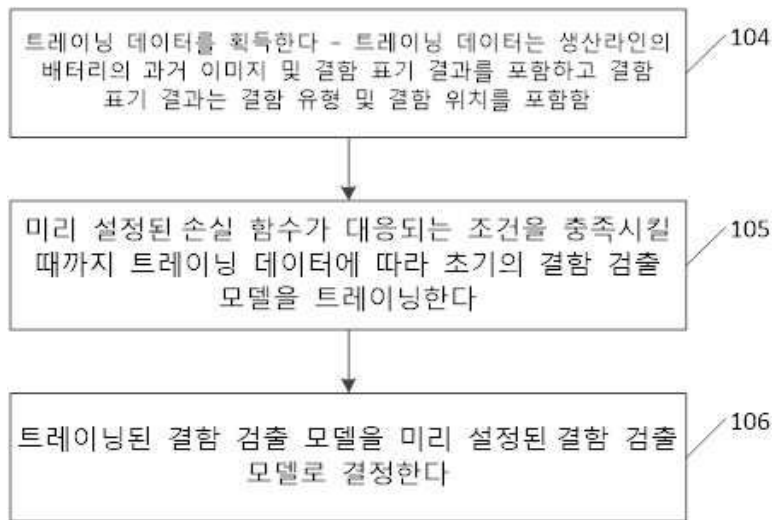 트레이닝 데이터를 획득한다 – 트레이닝 데이터는 생산라인의
배터리의 과거 이미지 및 결함 표기 결과를 포함하고 결함
표기 결과는 결함 유형 및 결함 위치를 포함함
104
미리 설정된 손실 함수가 대응되는 조건을 충족시킬
때까지 트레이닝 데이터에 따라 초기의 결함 검출
모델을 트레이닝한다
105
트레이닝된 결함 검출 모델을 미리 설정된 결함 검출
모델로 결정한다
106